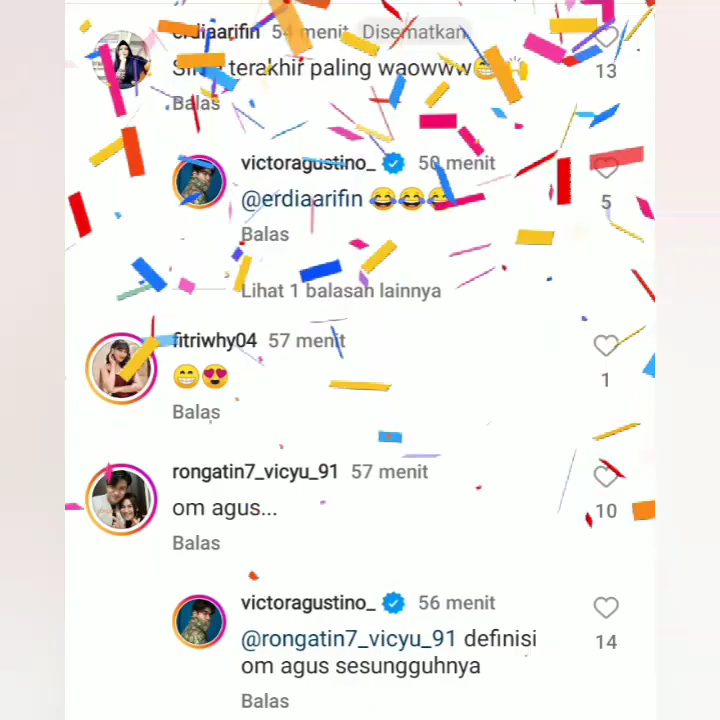 erdiaarifin 54 menit Disematkan
terakhir paling waowww😁🙌
13
Balas
victoragustino_ 50 menit
@erdiaarifin 😂😂😂
5
Balas
Lihat 1 balasan lainnya
fitriwhy04 57 menit
😁😍
1
Balas
rongatin7_vicyu_91 57 menit
om agus...
10
Balas
victoragustino_ 56 menit
@rongatin7_vicyu_91 definisi
om agus sesungguhnya
14
Balas